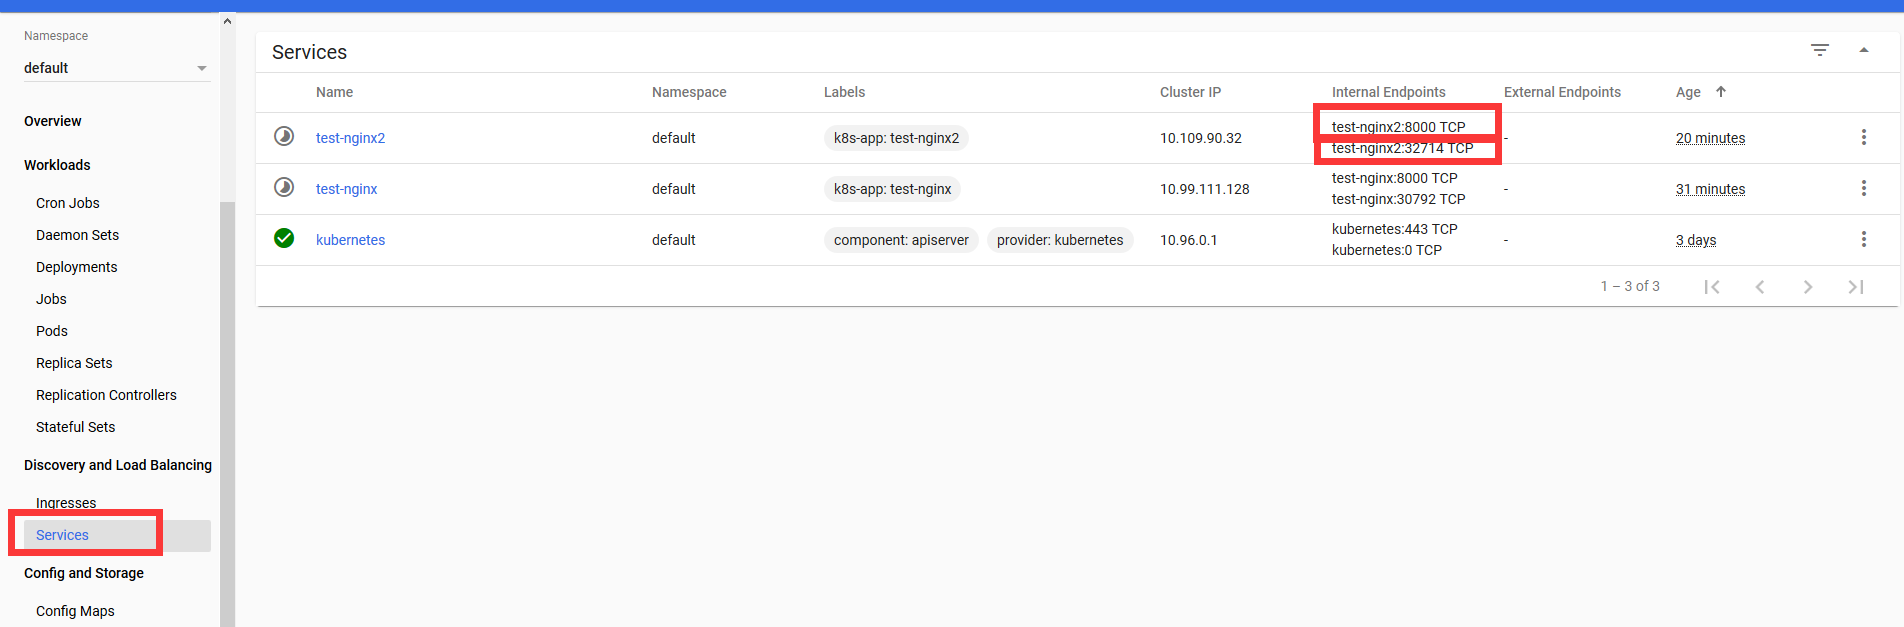 Namespace
default
Overview
Workloads
Cron Jobs
Daemon Sets
Deployments
Jobs
Pods
Replica Sets
Replication Controllers
Stateful Sets
Discovery and Load Balancing
Ingresses
Services
Config and Storage
Config Maps
Services
Name Namespace Labels Cluster IP Internal Endpoints External Endpoints Age
test-nginx2 default k8s-app: test-nginx2 10.109.90.32 test-nginx2:8000 TCP - 20 minutes
test-nginx2:32714 TCP
test-nginx default k8s-app: test-nginx 10.99.111.128 test-nginx:8000 TCP - 31 minutes
test-nginx:30792 TCP
kubernetes default component: apiserver provider: kubernetes 10.96.0.1 kubernetes:443 TCP - 3 days
kubernetes:0 TCP
1 – 3 of 3